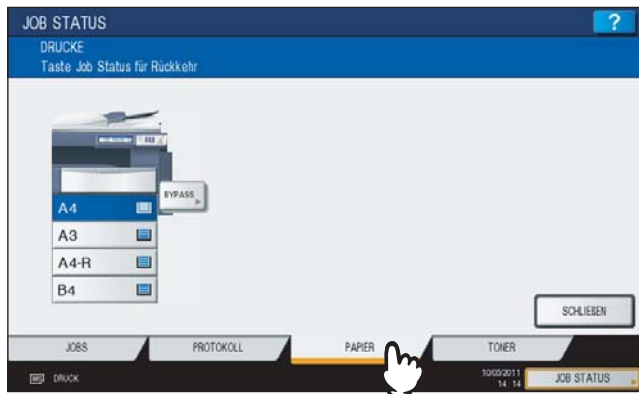 JOB STATUS
?
DRUCKE
Taste Job Status für Rückkehr
BYPASS
A4
A3
A4-R
B4
SCHLIEßEN
JOBS
PROTOKOLL
PAPIER
TONER
DRUCK
10/03/2011
14:14
JOB STATUS